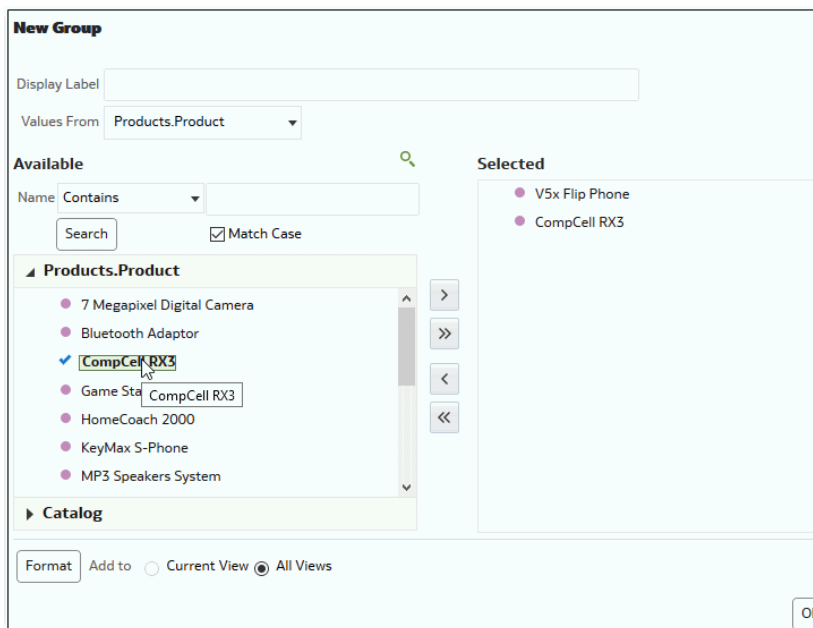 New Group
Display Label
Values From Products.Product
Available
Selected
Name Contains
Search Match Case
Products.Product
7 Megapixel Digital Camera
Bluetooth Adaptor
CompCell RX3
Game Sta
CompCell RX3
HomeCoach 2000
KeyMax S-Phone
MP3 Speakers System
Catalog
V5x Flip Phone
CompCell RX3
Format Add to Current View All Views